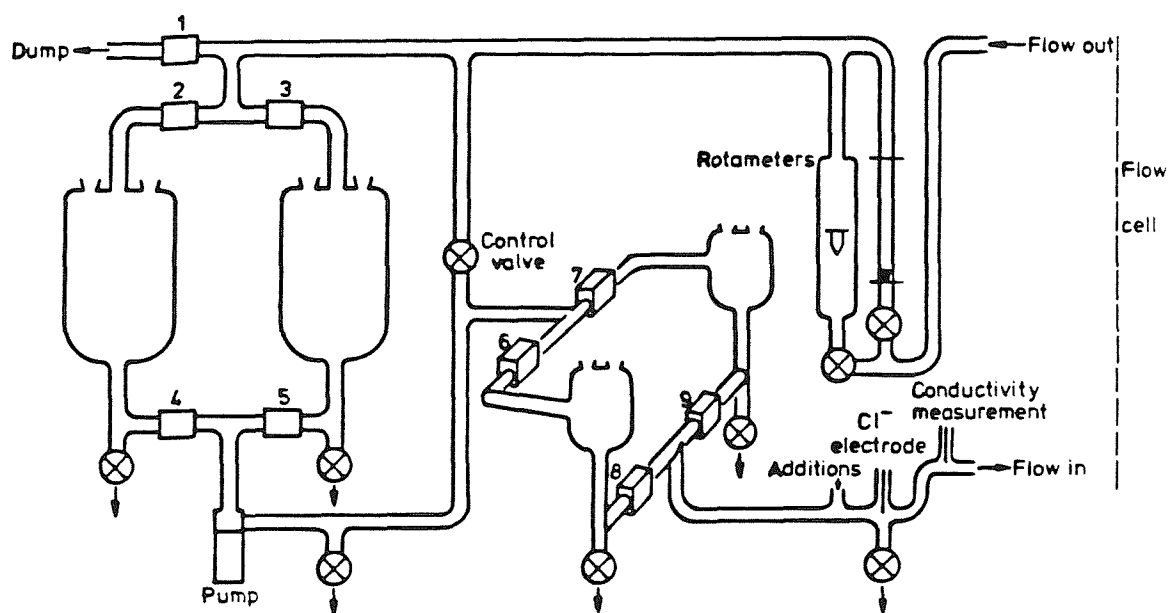 1
Dump
Flow out
2
3
Rotameters
Flow
cell
Control
valve
7
6
9
4
5
Conductivity
measurement
Cl⁻
electrode
8
Additions
Flow in
Pump